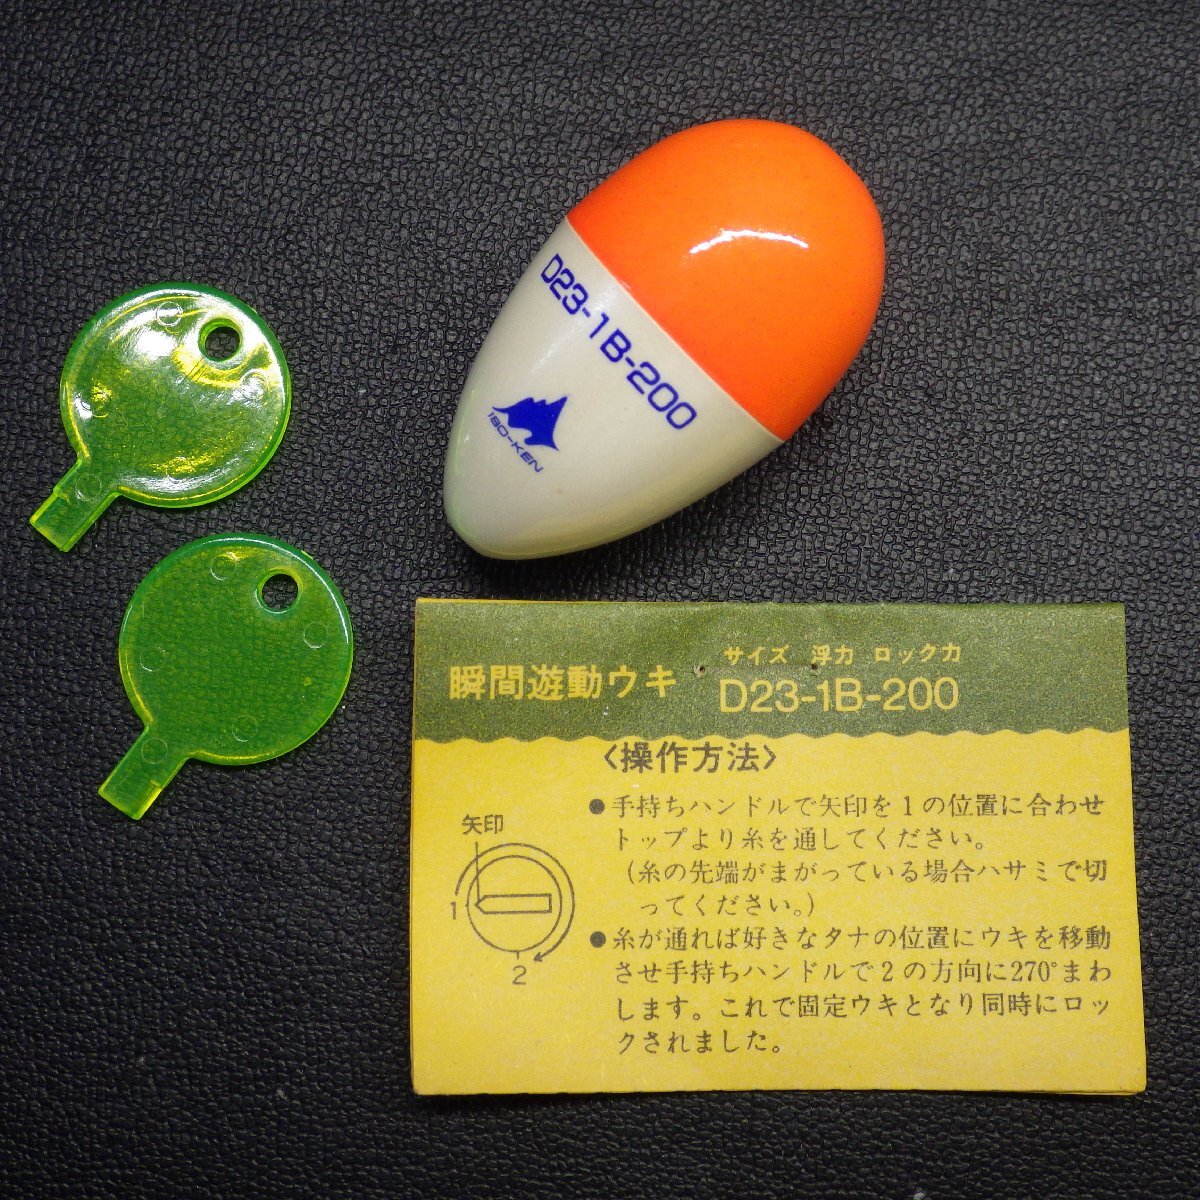 D23-1B-200
ISO-KEN
瞬間遊動ウキ
サイズ 浮力 ロック力
D23-1B-200
〈操作方法〉
●手持ちハンドルで矢印を1の位置に合わせ
トップより糸を通してください。
(糸の先端がまがっている場合ハサミで切
ってください。)
●糸が通れば好きなタナの位置にウキを移動
させ手持ちハンドルで2の方向に270°まわ
します。これで固定ウキとなり同時にロッ
クされました。
矢印
1
2